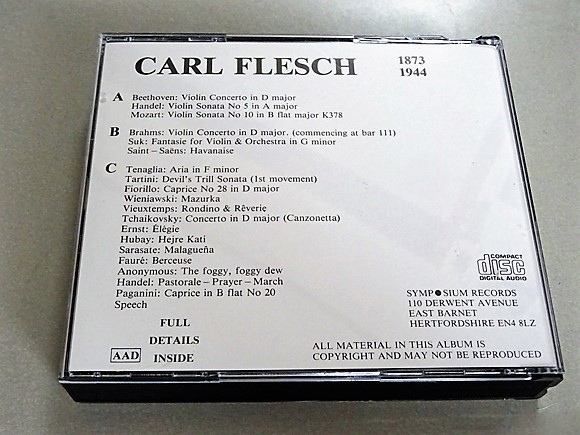 CARL FLESCH 1873
1944
A Beethoven: Violin Concerto in D major
Handel: Violin Sonata No 5 in A major
Mozart: Violin Sonata No 10 in B flat major K378
B Brahms: Violin Concerto in D major. (commencing at bar 111)
Suk: Fantasie for Violin & Orchestra in G minor
Saint-Saëns: Havanaise
C Tenaglia: Aria in F minor
Tartini: Devil's Trill Sonata (1st movement)
Fiorillo: Caprice No 28 in D major
Wieniawski: Mazurka
Vieuxtemps: Rondino & Rêverie
Tchaikovsky: Concerto in D major (Canzonetta)
Ernst: Élégie
Hubay: Hejre Kati
Sarasate: Malagueña
Fauré: Berceuse
Anonymous: The foggy, foggy dew
Handel: Pastorale-Prayer-March
Paganini: Caprice in B flat No 20
Speech
FULL
DETAILS
AAD INSIDE
COMPACT
disc
DIGITAL AUDIO
SYMP●SIUM RECORDS
110 DERWENT AVENUE
EAST BARNET
HERTFORDSHIRE EN4 8LZ
ALL MATERIAL IN THIS ALBUM IS
COPYRIGHT AND MAY NOT BE REPRODUCED